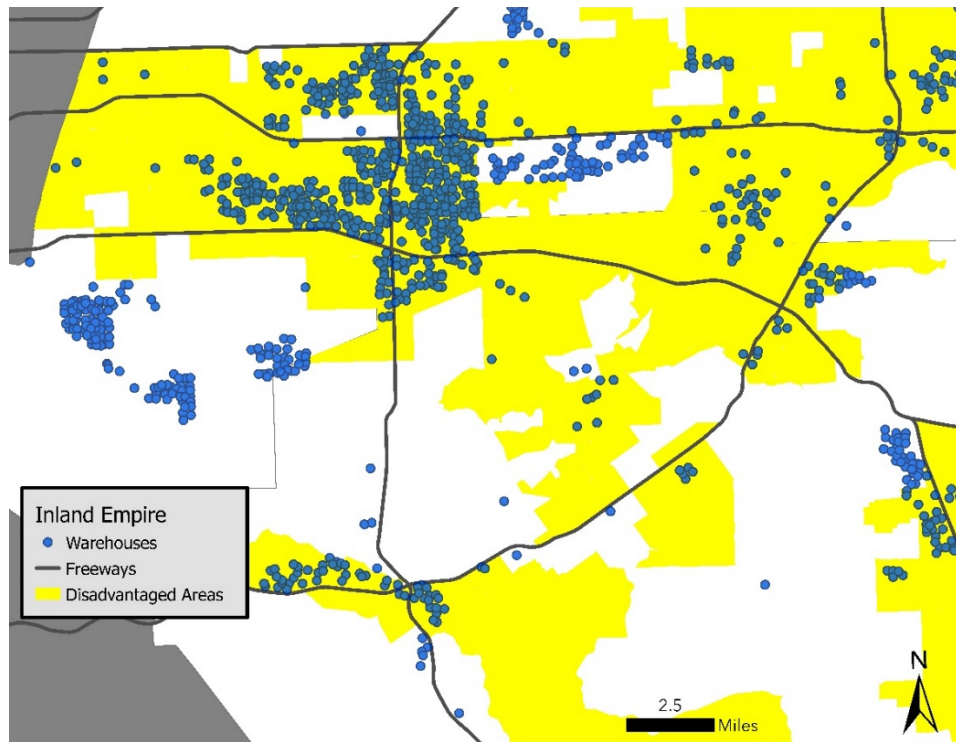 Inland Empire
Warehouses
Freeways
Disadvantaged Areas
N
2.5
Miles